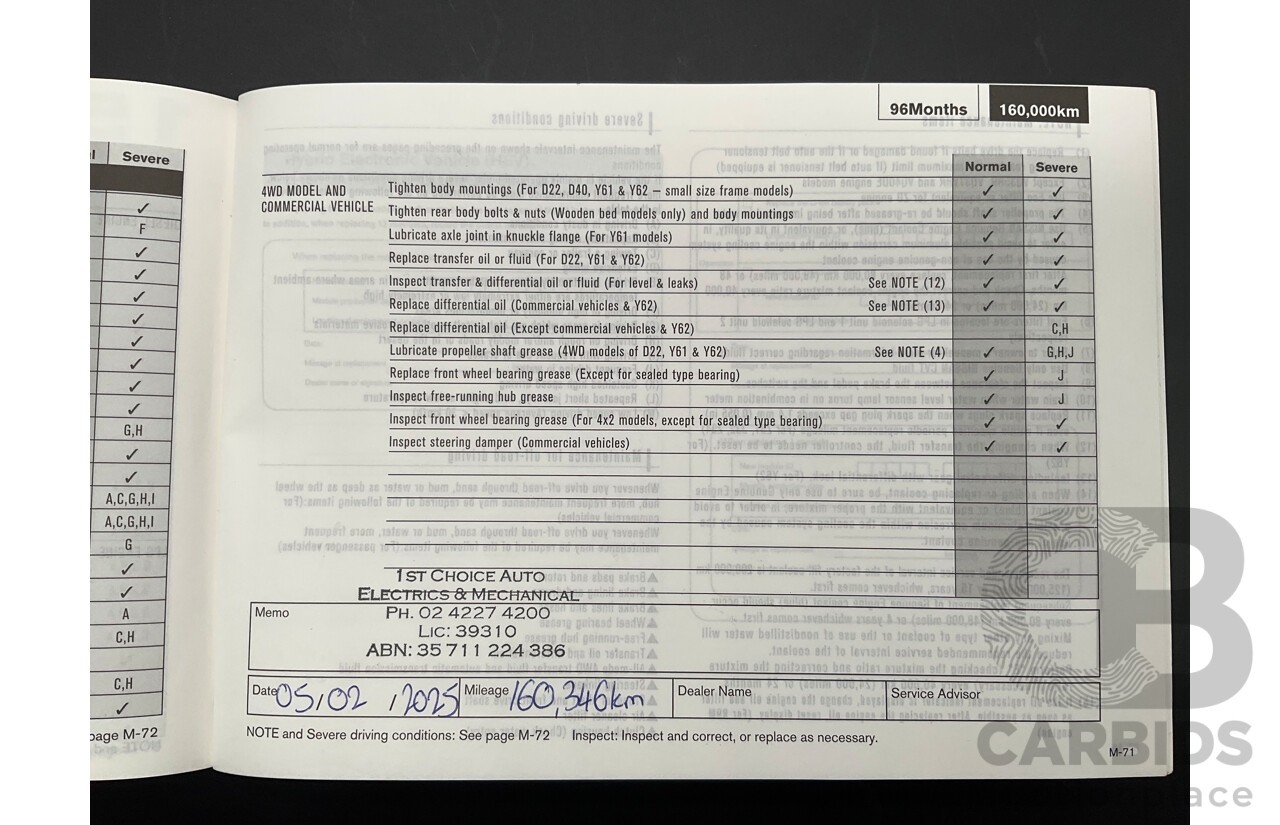 Severe
✓
F
✓
✓
✓
✓
✓
✓
✓
✓
G,H
✓
✓
A,C,G,H,I
A,C,G,H,I
G
✓
✓
A
C,H
C,H
✓
page M-72
96Months 160,000km
Normal Severe
4WD MODEL AND
COMMERCIAL VEHICLE
Tighten body mountings (For D22, D40, Y61 & Y62 – small size frame models) ✓ ✓
Tighten rear body bolts & nuts (Wooden bed models only) and body mountings ✓ ✓
Lubricate axle joint in knuckle flange (For Y61 models) ✓ ✓
Replace transfer oil or fluid (For D22, Y61 & Y62) ✓ ✓
Inspect transfer & differential oil or fluid (For level & leaks) See NOTE (12) ✓ ✓
Replace differential oil (Commercial vehicles & Y62) See NOTE (13) ✓ ✓
Replace differential oil (Except commercial vehicles & Y62) C,H
Lubricate propeller shaft grease (4WD models of D22, Y61 & Y62) See NOTE (4) ✓ G,H,J
Replace front wheel bearing grease (Except for sealed type bearing) ✓ J
Inspect free-running hub grease ✓ J
Inspect front wheel bearing grease (For 4x2 models, except for sealed type bearing) ✓ ✓
Inspect steering damper (Commercial vehicles) ✓ ✓
1ST CHOICE AUTO
ELECTRICS & MECHANICAL
Memo PH. 02 4227 4200
LIC: 39310
ABN: 35 711 224 386
Date 05/02/2025 Mileage 160,346km Dealer Name Service Advisor
NOTE and Severe driving conditions: See page M-72 Inspect: Inspect and correct, or replace as necessary.
M-71
CARBIDS